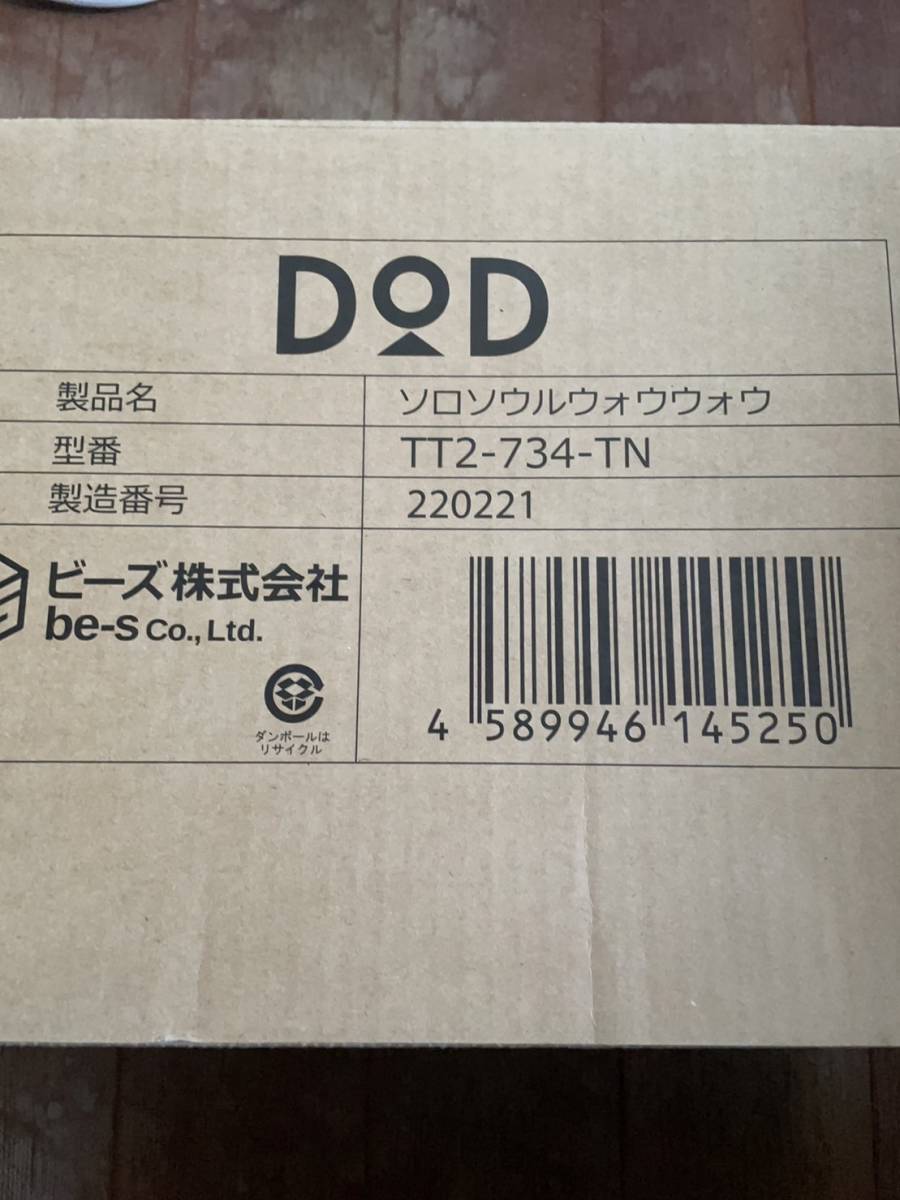 DOD
製品名 ソロソウルウォウウォウ
型番 TT2-734-TN
製造番号 220221
ビーズ株式会社
be-s Co., Ltd.
ダンボールは
リサイクル
4 589946 145250